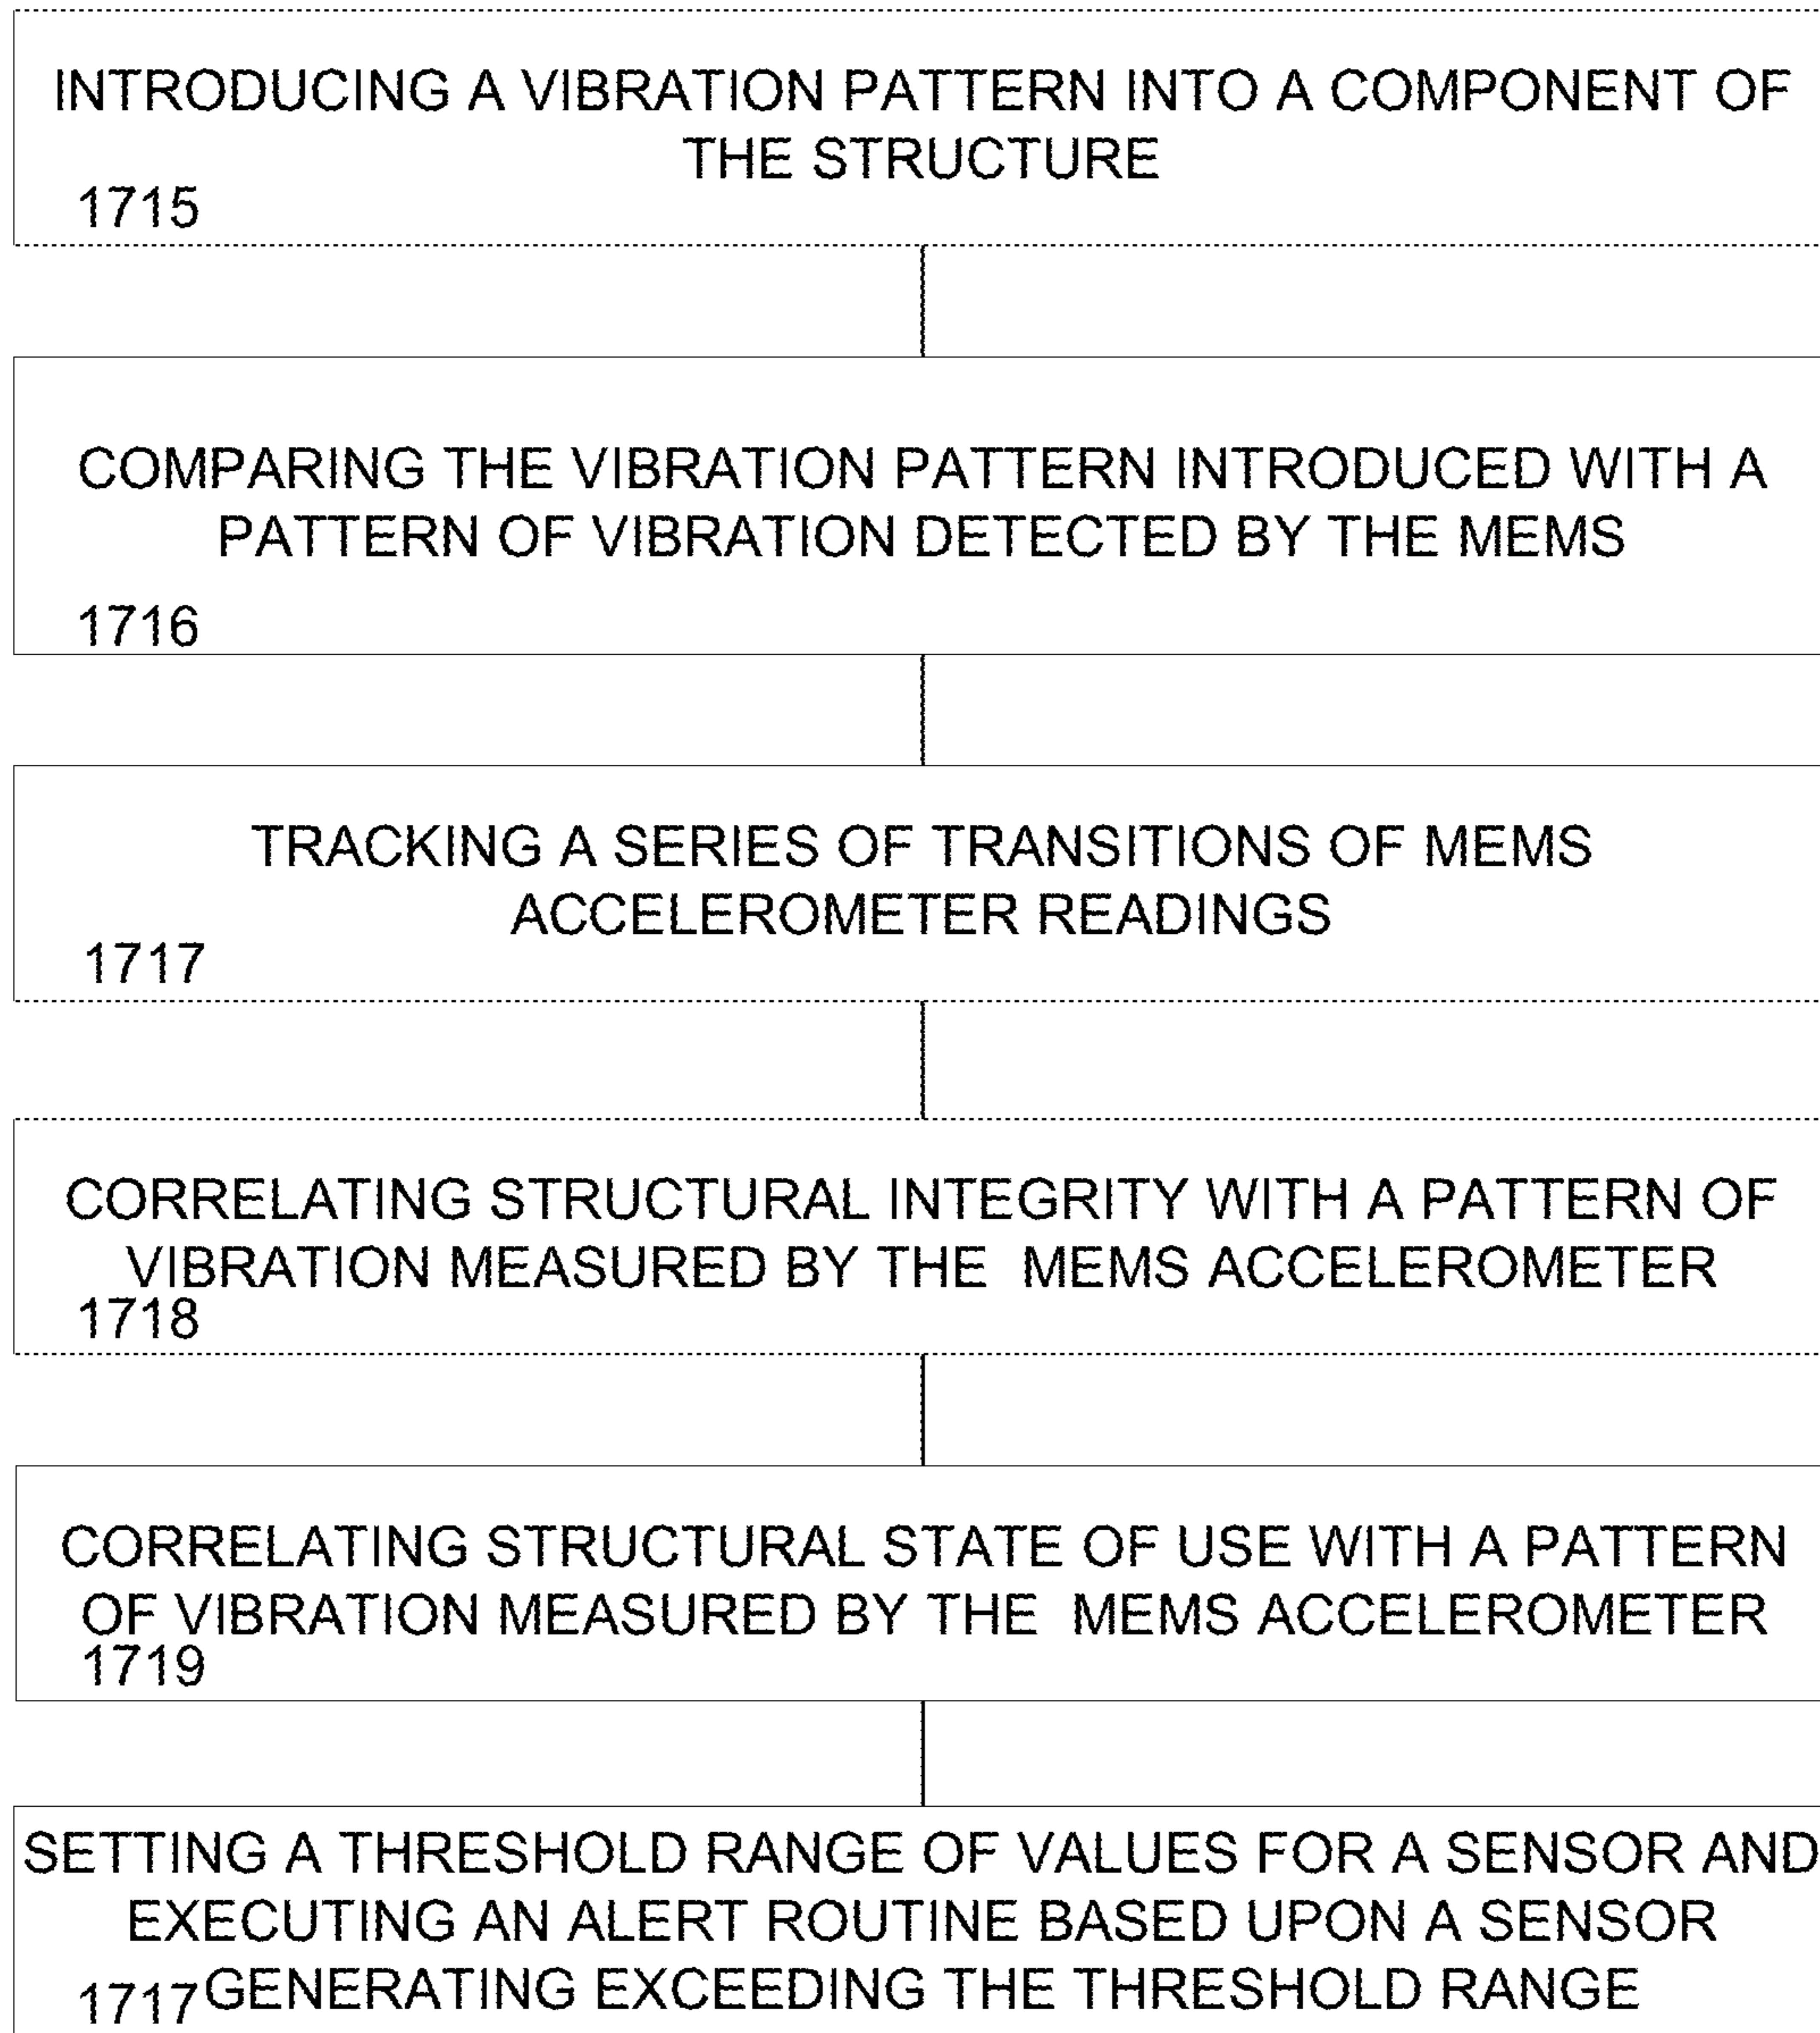 INTRODUCING A VIBRATION PATTERN INTO A COMPONENT OF
THE STRUCTURE
1715
COMPARING THE VIBRATION PATTERN INTRODUCED WITH A
PATTERN OF VIBRATION DETECTED BY THE MEMS
1716
TRACKING A SERIES OF TRANSITIONS OF MEMS
ACCELEROMETER READINGS
1717
CORRELATING STRUCTURAL INTEGRITY WITH A PATTERN OF
VIBRATION MEASURED BY THE MEMS ACCELEROMETER
1718
CORRELATING STRUCTURAL STATE OF USE WITH A PATTERN
OF VIBRATION MEASURED BY THE MEMS ACCELEROMETER
1719
SETTING A THRESHOLD RANGE OF VALUES FOR A SENSOR AND
EXECUTING AN ALERT ROUTINE BASED UPON A SENSOR
1717 GENERATING EXCEEDING THE THRESHOLD RANGE